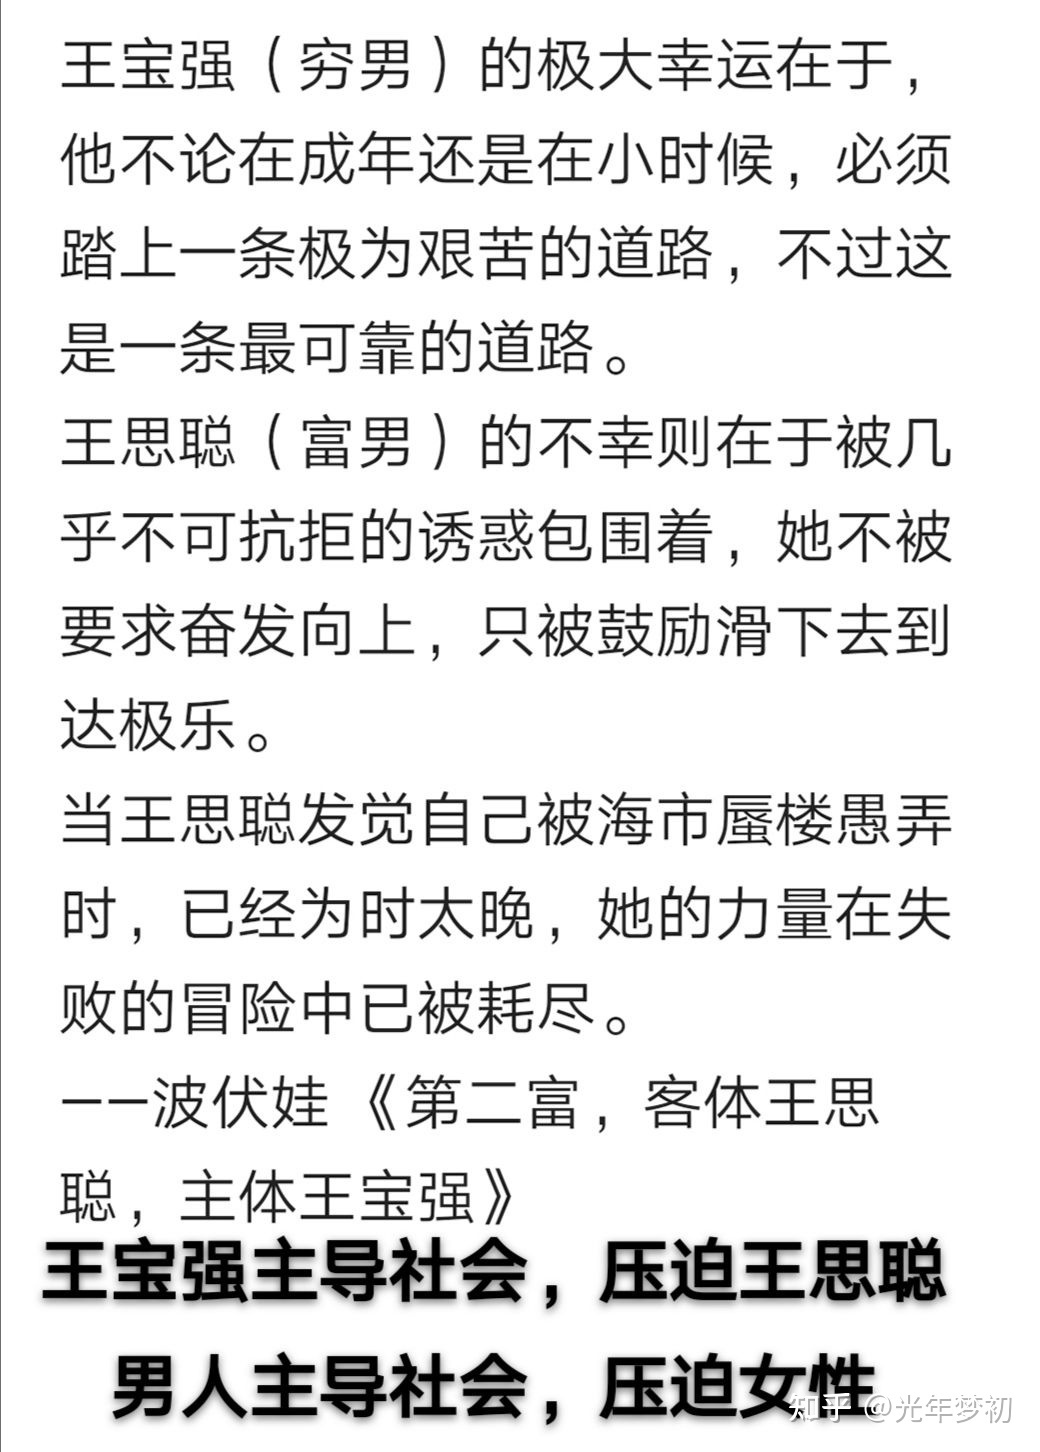 王宝强（穷男）的极大幸运在于，
他不论在成年还是在小时候，必须
踏上一条极为艰苦的道路，不过这
是一条最可靠的道路。
王思聪（富男）的不幸则在于被几
乎不可抗拒的诱惑包围着，她不被
要求奋发向上，只被鼓励滑下去到
达极乐。
当王思聪发觉自己被海市蜃楼愚弄
时，已经为时太晚，她的力量在失
败的冒险中已被耗尽。
——波伏娃《第二富，客体王思
聪，主体王宝强》
王宝强主导社会，压迫王思聪
男人主导社会，压迫女性
知乎 @光年梦初